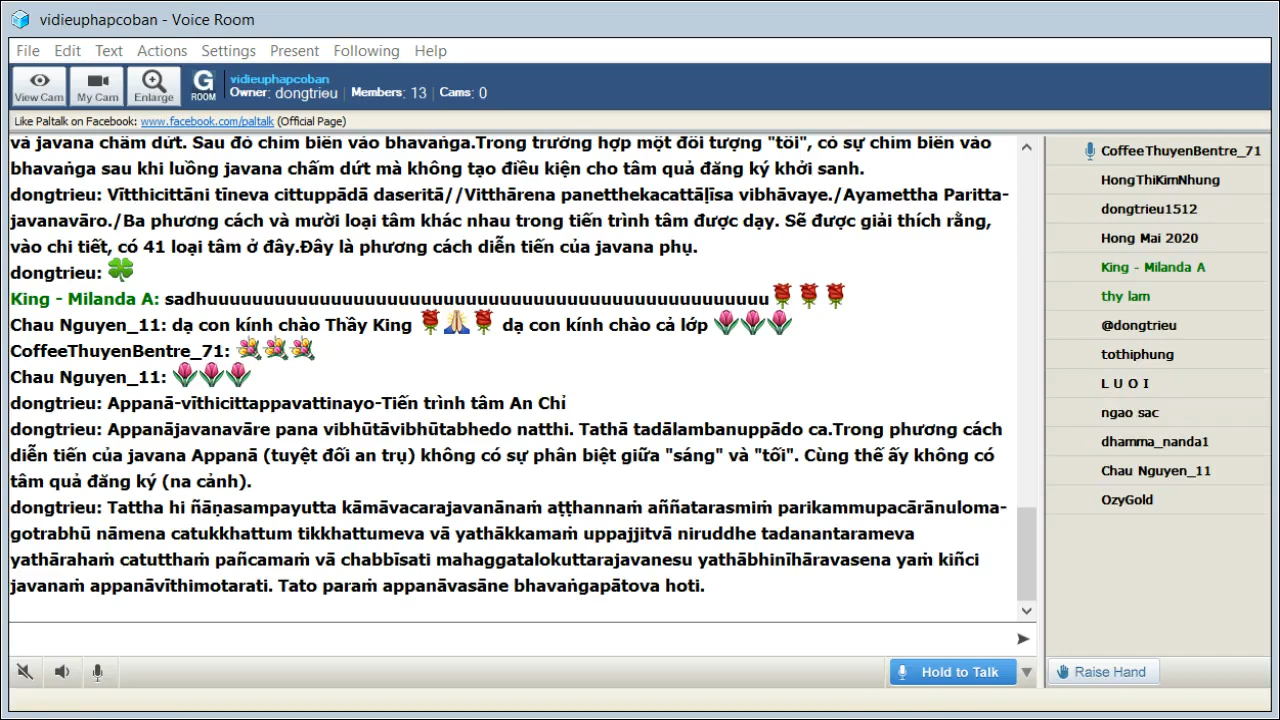 vidieuphapcoban - Voice Room
File Edit Text Actions Settings Present Following Help
View Cam My Cam Enlarge G ROOM vidieuphapcoban
Owner: dongtrieu | Members: 13 | Cams: 0
Like Paltalk on Facebook: www.facebook.com/paltalk (Official Page)
và javana chấm dứt. Sau đó chìm biến vào bhavaṅga.Trong trường hợp một đối tượng "tối", có sự chìm biến vào
bhavaṅga sau khi luồng javana chấm dứt mà không tạo điều kiện cho tâm quả đăng ký khởi sanh.
dongtrieu: Vītthicittāni tīneva cittuppādā daseritā//Vitthārena panetthekacattāḷīsa vibhāvaye./Ayamettha Paritta-
javanavāro./Ba phương cách và mười loại tâm khác nhau trong tiến trình tâm được dạy. Sẽ được giải thích rằng,
vào chi tiết, có 41 loại tâm ở đây.Đây là phương cách diễn tiến của javana phụ.
dongtrieu: 🍀
King - Milanda A: sadhuuuuuuuuuuuuuuuuuuuuuuuuuuuuuuuuuuuuuuuuuuuuuuuuuu🌹🌹🌹
Chau Nguyen_11: dạ con kính chào Thầy King 🌹🙏🌹 dạ con kính chào cả lớp 🌷🌷🌷
CoffeeThuyenBentre_71: 💐💐💐
Chau Nguyen_11: 🌷🌷🌷
dongtrieu: Appanā-vīthicittappavattinayo-Tiến trình tâm An Chỉ
dongtrieu: Appanājavanavāre pana vibhūtāvibhūtabhedo natthi. Tathā tadālambanuppādo ca.Trong phương cách
diễn tiến của javana Appanā (tuyệt đối an trụ) không có sự phân biệt giữa "sáng" và "tối". Cùng thế ấy không có
tâm quả đăng ký (na cảnh).
dongtrieu: Tattha hi ñāṇasampayutta kāmāvacarajavanānaṁ aṭṭhannaṁ aññatarasmiṁ parikammupacārānuloma-
gotrabhū nāmena catukkhattum tikkhattumeva vā yathākkamaṁ uppajjitvā niruddhe tadanantarameva
yathārahaṁ catutthaṁ pañcamaṁ vā chabbīsati mahaggatalokuttarajavanesu yathābhinīhāravasena yaṁ kiñci
javanaṁ appanāvīthimotarati. Tato paraṁ appanāvasāne bhavaṅgapātova hoti.
Hold to Talk
CoffeeThuyenBentre_71
HongThiKimNhung
dongtrieu1512
Hong Mai 2020
King - Milanda A
thy lam
@dongtrieu
tothiphung
L U O I
ngao sac
dhamma_nanda1
Chau Nguyen_11
OzyGold
Raise Hand